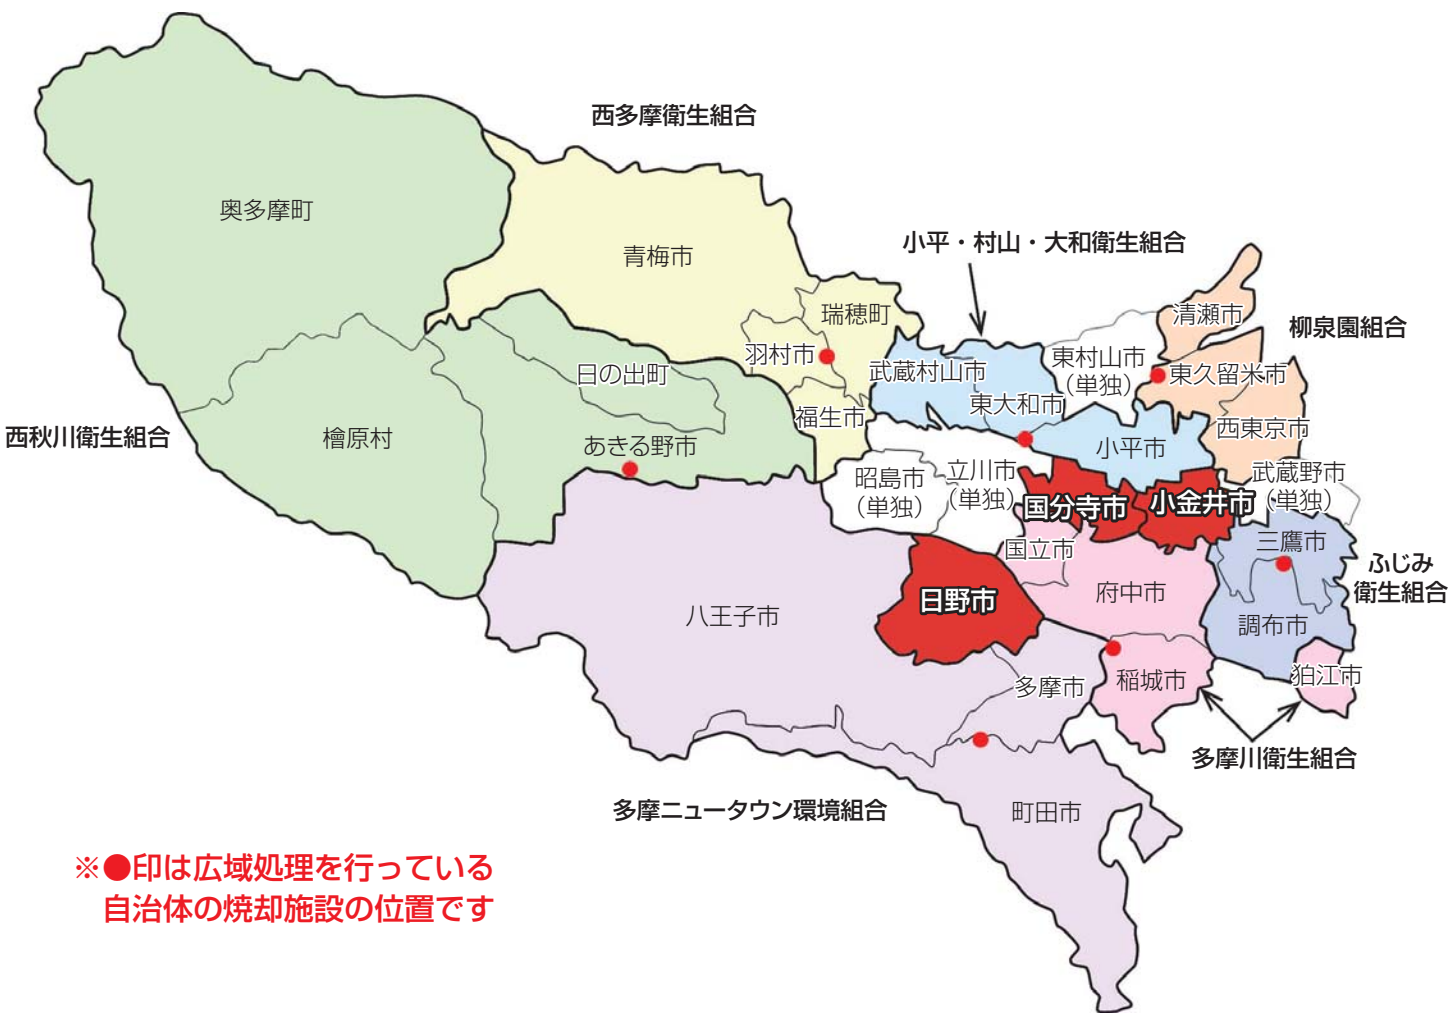 西多摩衛生組合
奥多摩町
青梅市
小平・村山・大和衛生組合
瑞穂町
清瀬市
柳泉園組合
羽村市
武蔵村山市
東村山市
（単独）
東久留米市
日の出町
東大和市
福生市
西東京市
西秋川衛生組合
檜原村
あきる野市
小平市
昭島市
（単独）
立川市
（単独）
武蔵野市
（単独）
国分寺市
小金井市
国立市
三鷹市
ふじみ
衛生組合
八王子市
日野市
府中市
調布市
多摩市
稲城市
狛江市
多摩川衛生組合
多摩ニュータウン環境組合
町田市
※●印は広域処理を行っている
自治体の焼却施設の位置です